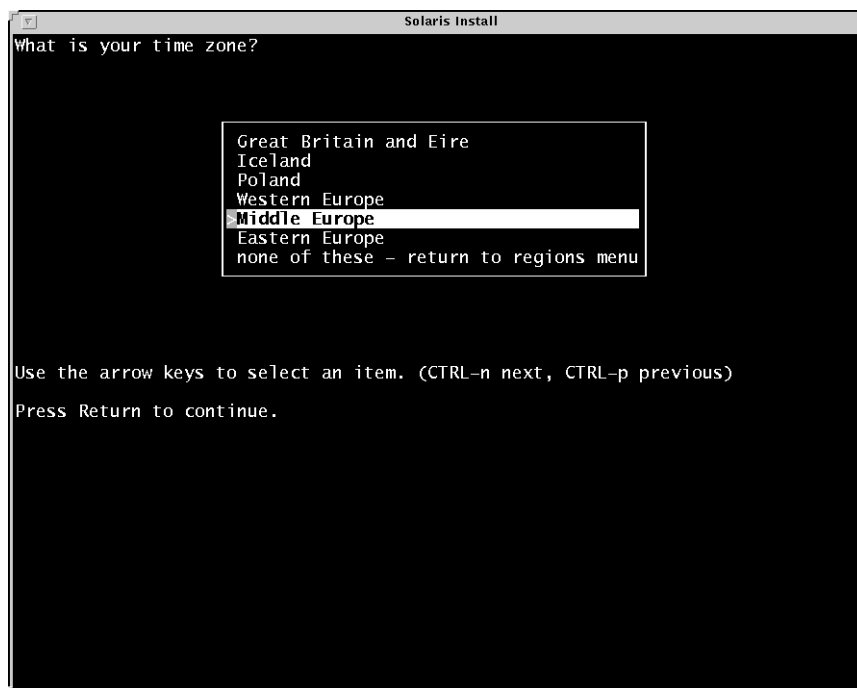 Solaris Install
What is your time zone?
Great Britain and Eire
Iceland
Poland
Western Europe
>Middle Europe
Eastern Europe
none of these – return to regions menu
Use the arrow keys to select an item. (CTRL–n next, CTRL–p previous)
Press Return to continue.